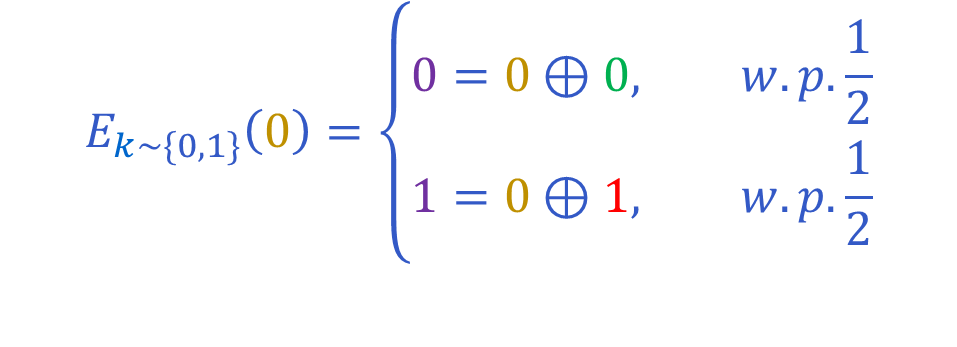 0 = 0 ⊕ 0, w.p. 1/2
E_{k~{0,1}}(0) =
1 = 0 ⊕ 1, w.p. 1/2